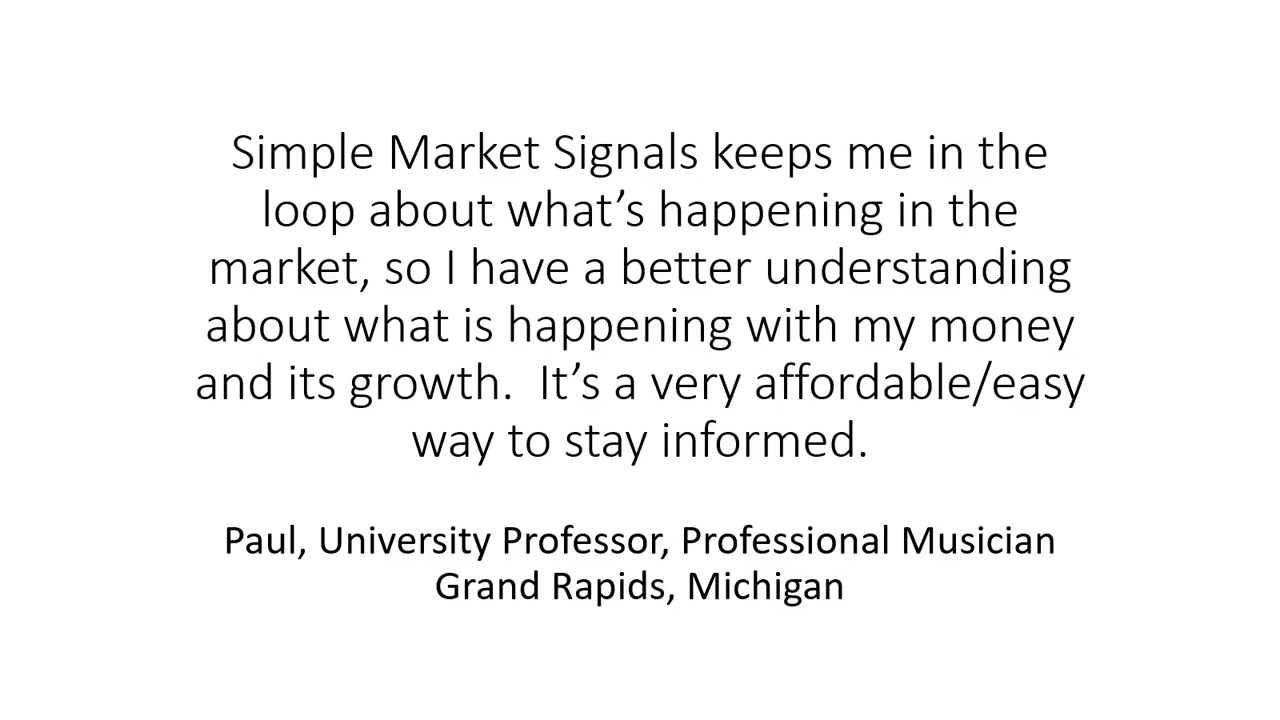 Simple Market Signals keeps me in the
loop about what’s happening in the
market, so I have a better understanding
about what is happening with my money
and its growth.  It’s a very affordable/easy
way to stay informed.
Paul, University Professor, Professional Musician
Grand Rapids, Michigan